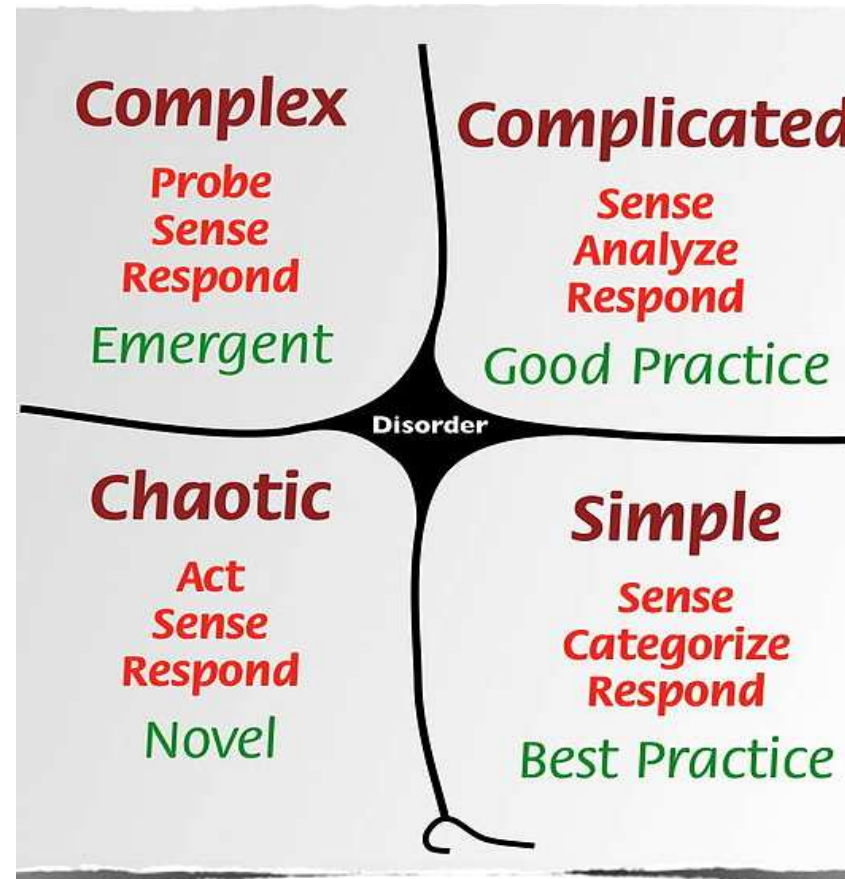 Complex
Probe
Sense
Respond
Emergent
Complicated
Sense
Analyze
Respond
Good Practice
Disorder
Chaotic
Act
Sense
Respond
Novel
Simple
Sense
Categorize
Respond
Best Practice